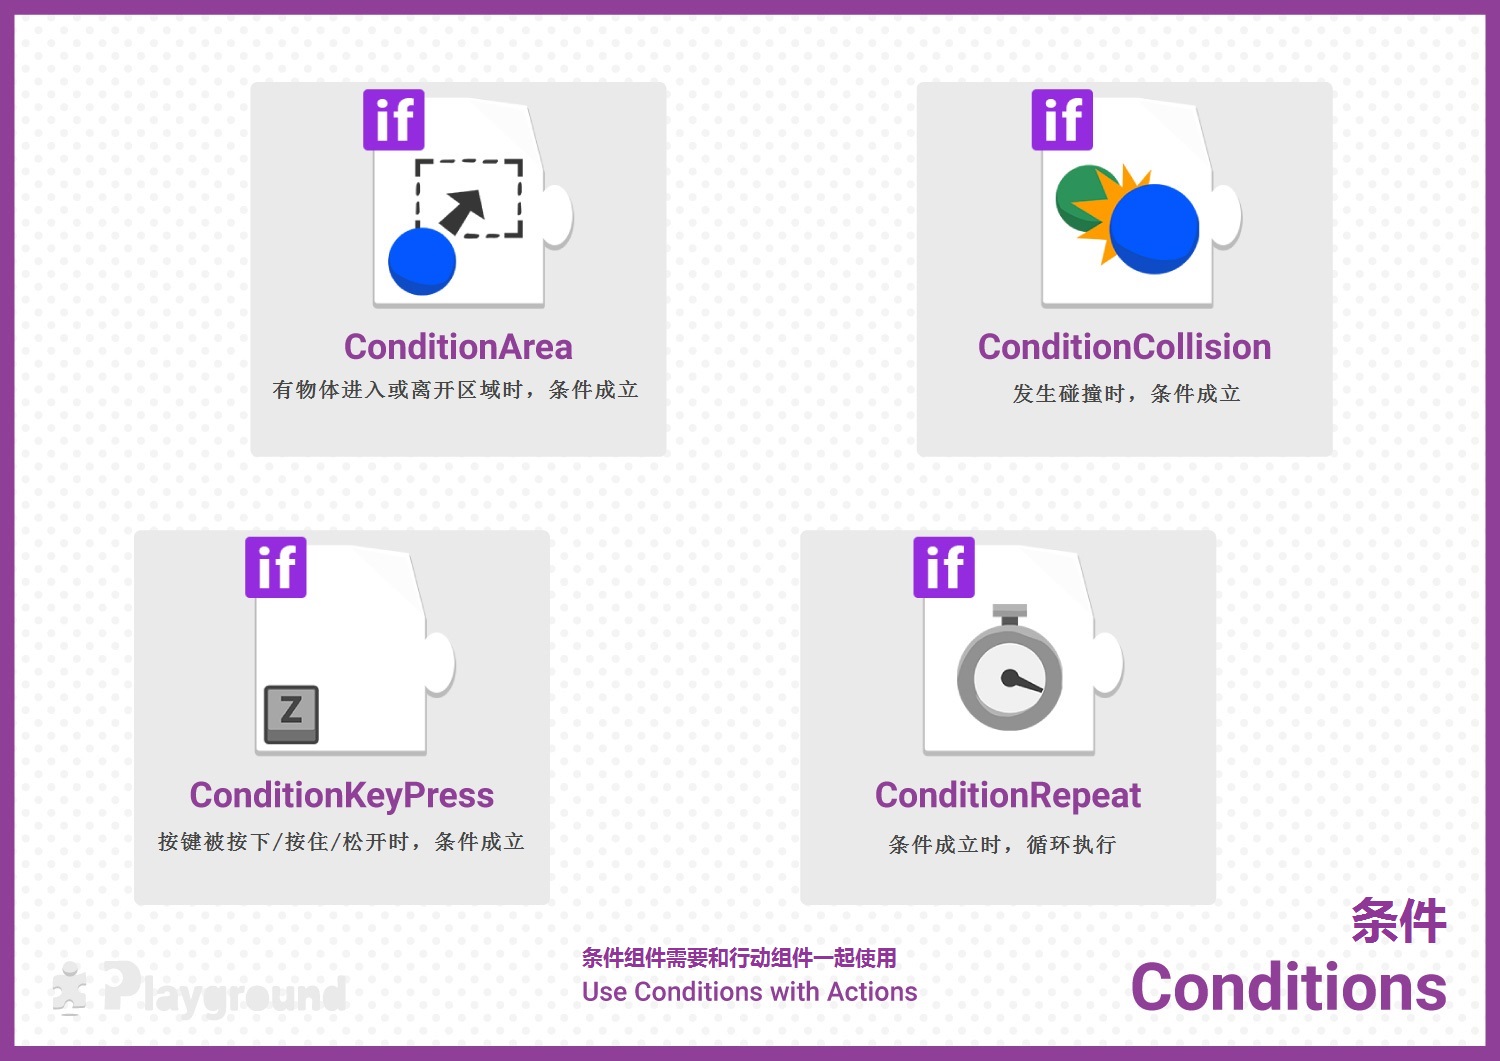 if
ConditionArea
有物体进入或离开区域时，条件成立
if
ConditionCollision
发生碰撞时，条件成立
if
Z
ConditionKeyPress
按键被按下/按住/松开时，条件成立
if
ConditionRepeat
条件成立时，循环执行
条件
Conditions
条件组件需要和行动组件一起使用
Use Conditions with Actions
Playground